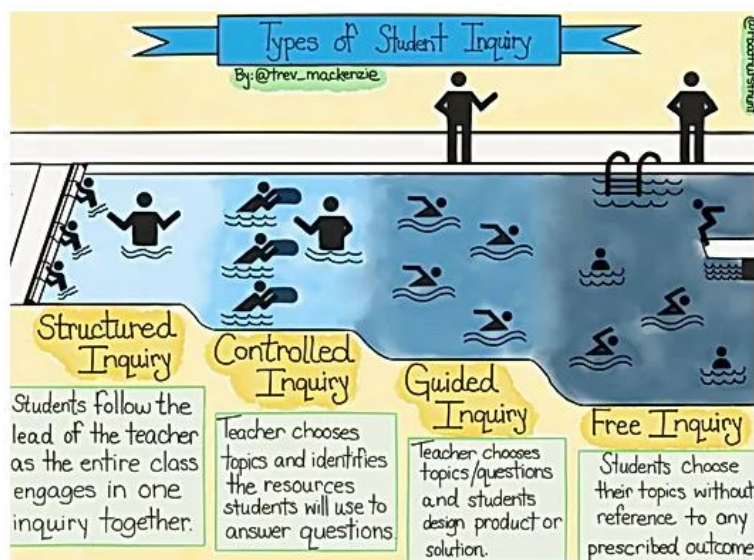 Types of Student Inquiry
By:@trev_mackenzie
Structured
Inquiry
Students follow the
lead of the teacher
as the entire class
engages in one
inquiry together.
Controlled
Inquiry
Teacher chooses
topics and identifies
the resources
students will use to
answer questions.
Guided
Inquiry
Teacher chooses
topics/questions
and students
design product or
solution.
Free Inquiry
Students choose
their topics without
reference to any
prescribed outcome